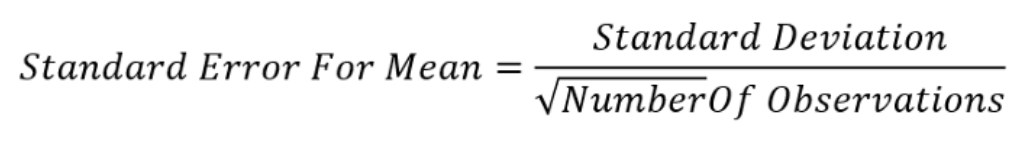 Standard Error For Mean = Standard Deviation
√NumberOf Observations